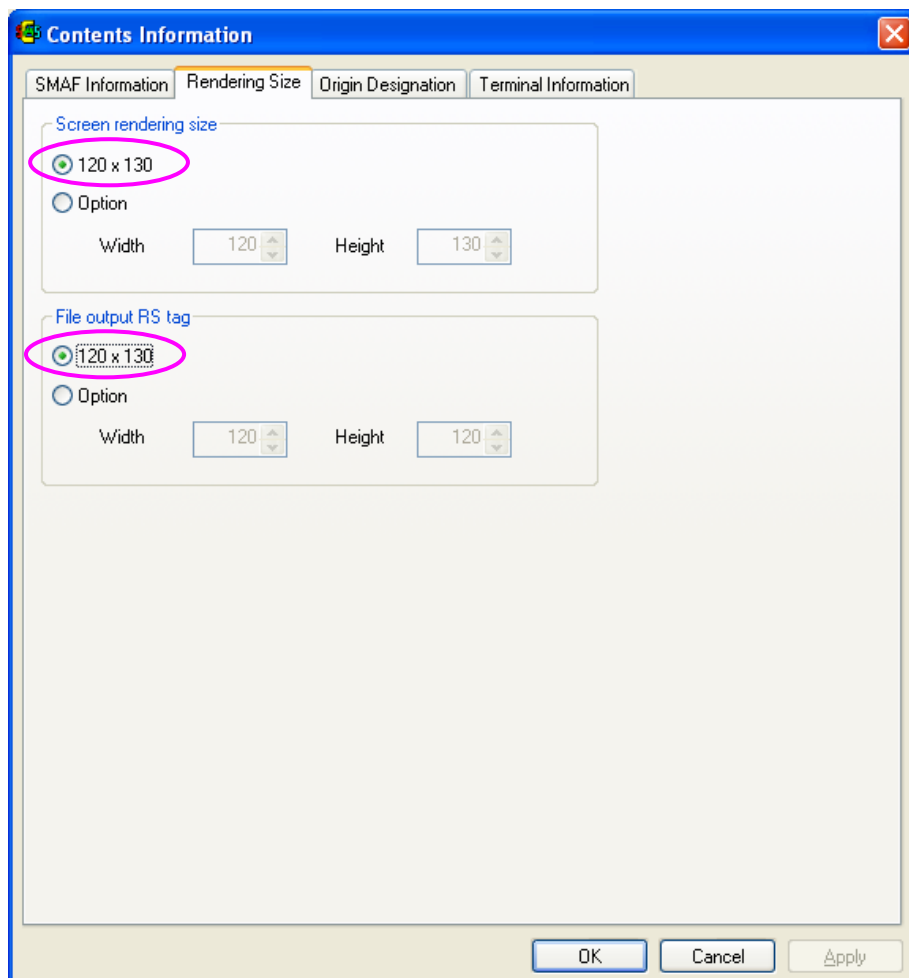 Contents Information
SMAF Information Rendering Size Origin Designation Terminal Information
Screen rendering size
120 x 130
Option
Width 120 Height 130
File output RS tag
120 x 130
Option
Width 120 Height 120
OK Cancel Apply